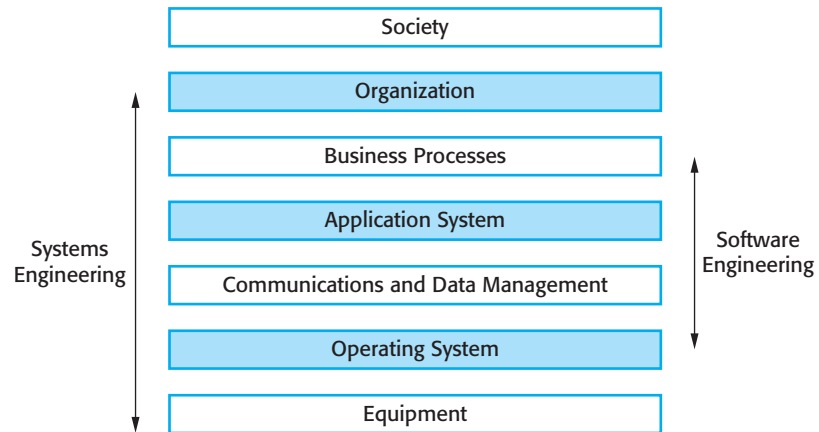 Society
Organization
Business Processes
Application System
Communications and Data Management
Operating System
Equipment
Systems
Engineering
Software
Engineering